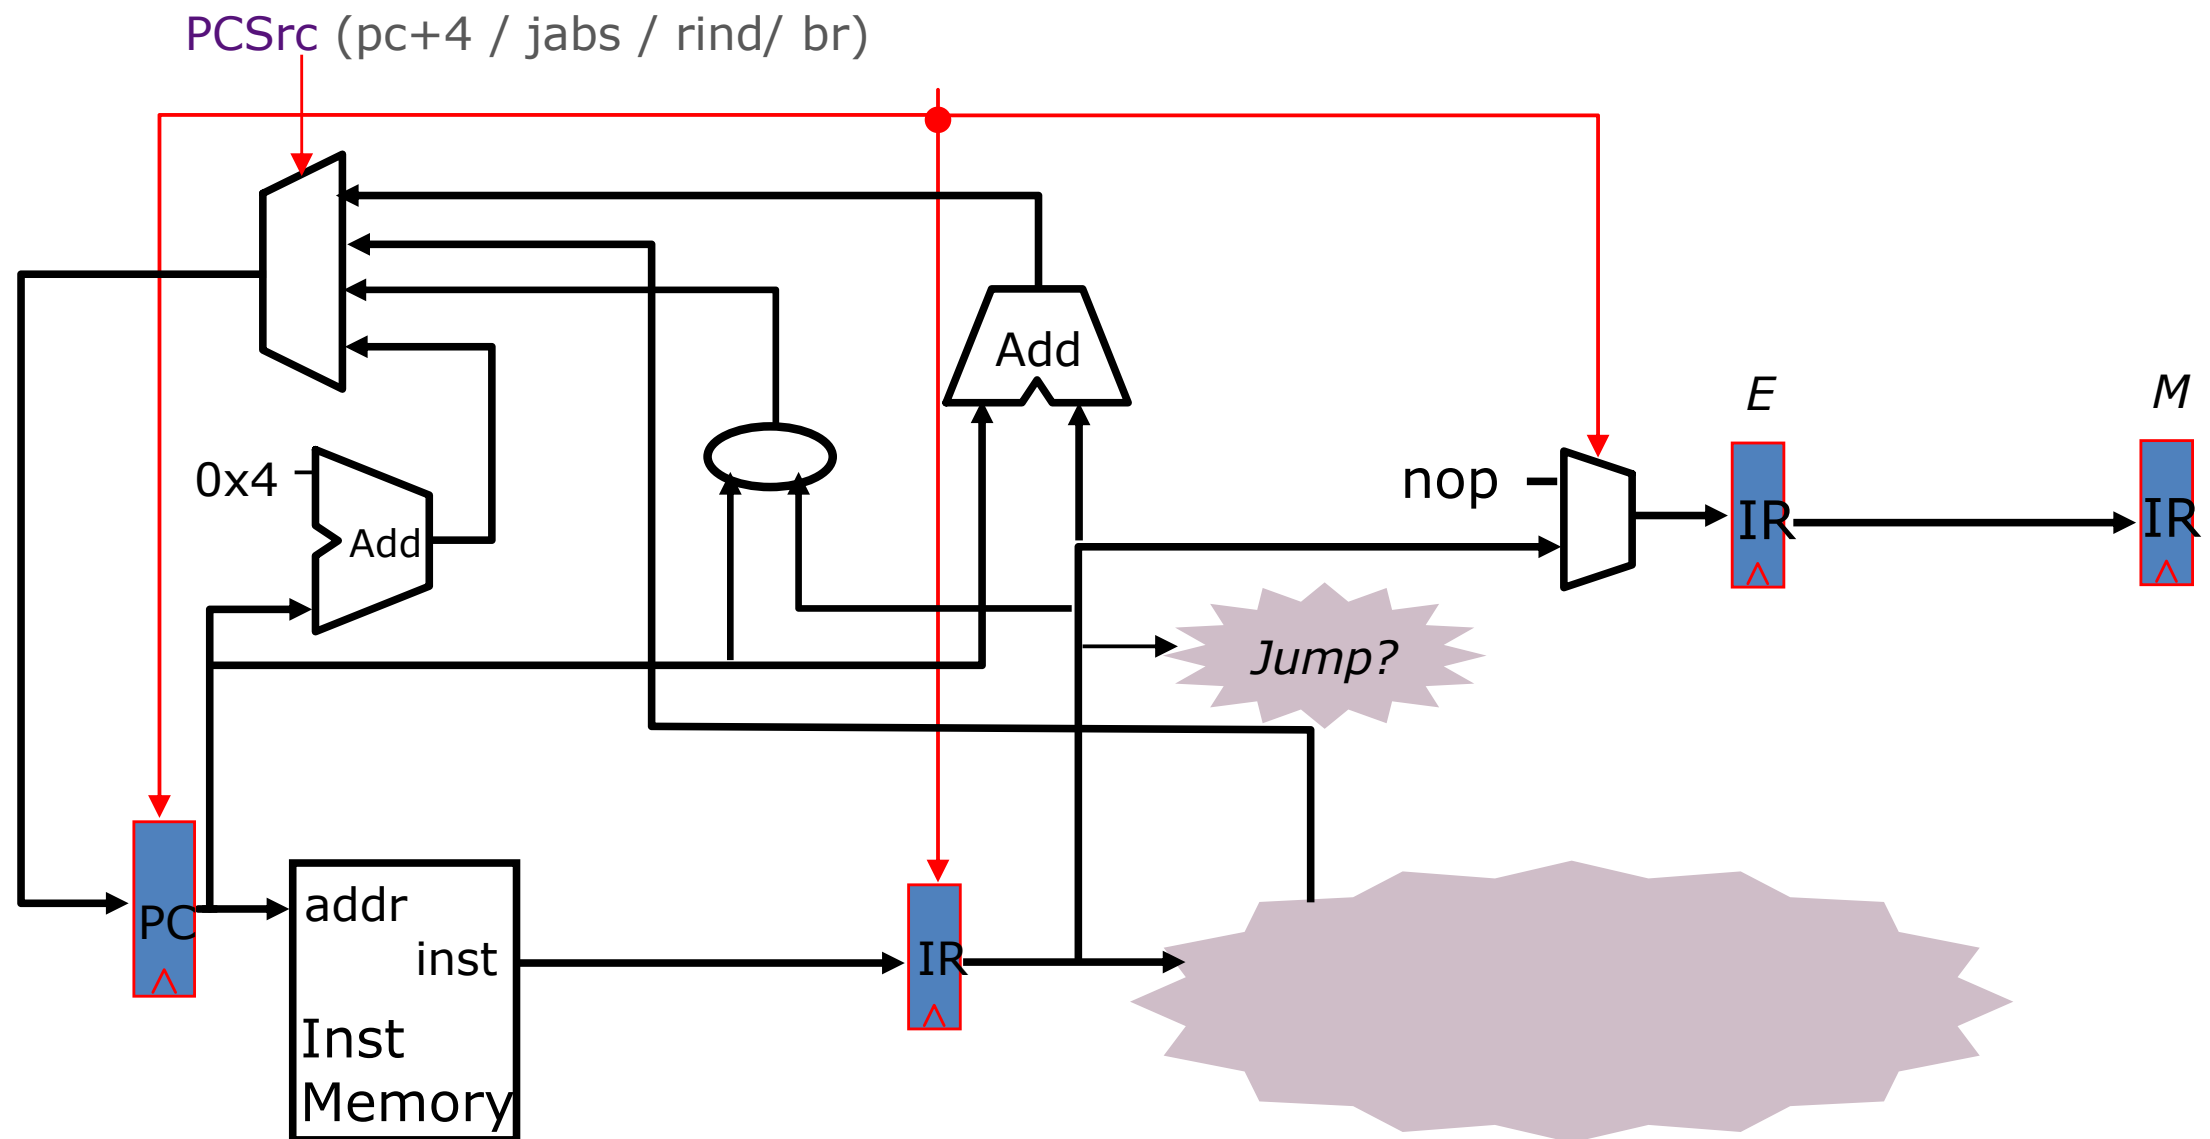 PCSrc (pc+4 / jabs / rind/ br)
Add
E
M
0x4
Add
nop
IR
IR
Jump?
PC
addr
inst
IR
Inst
Memory